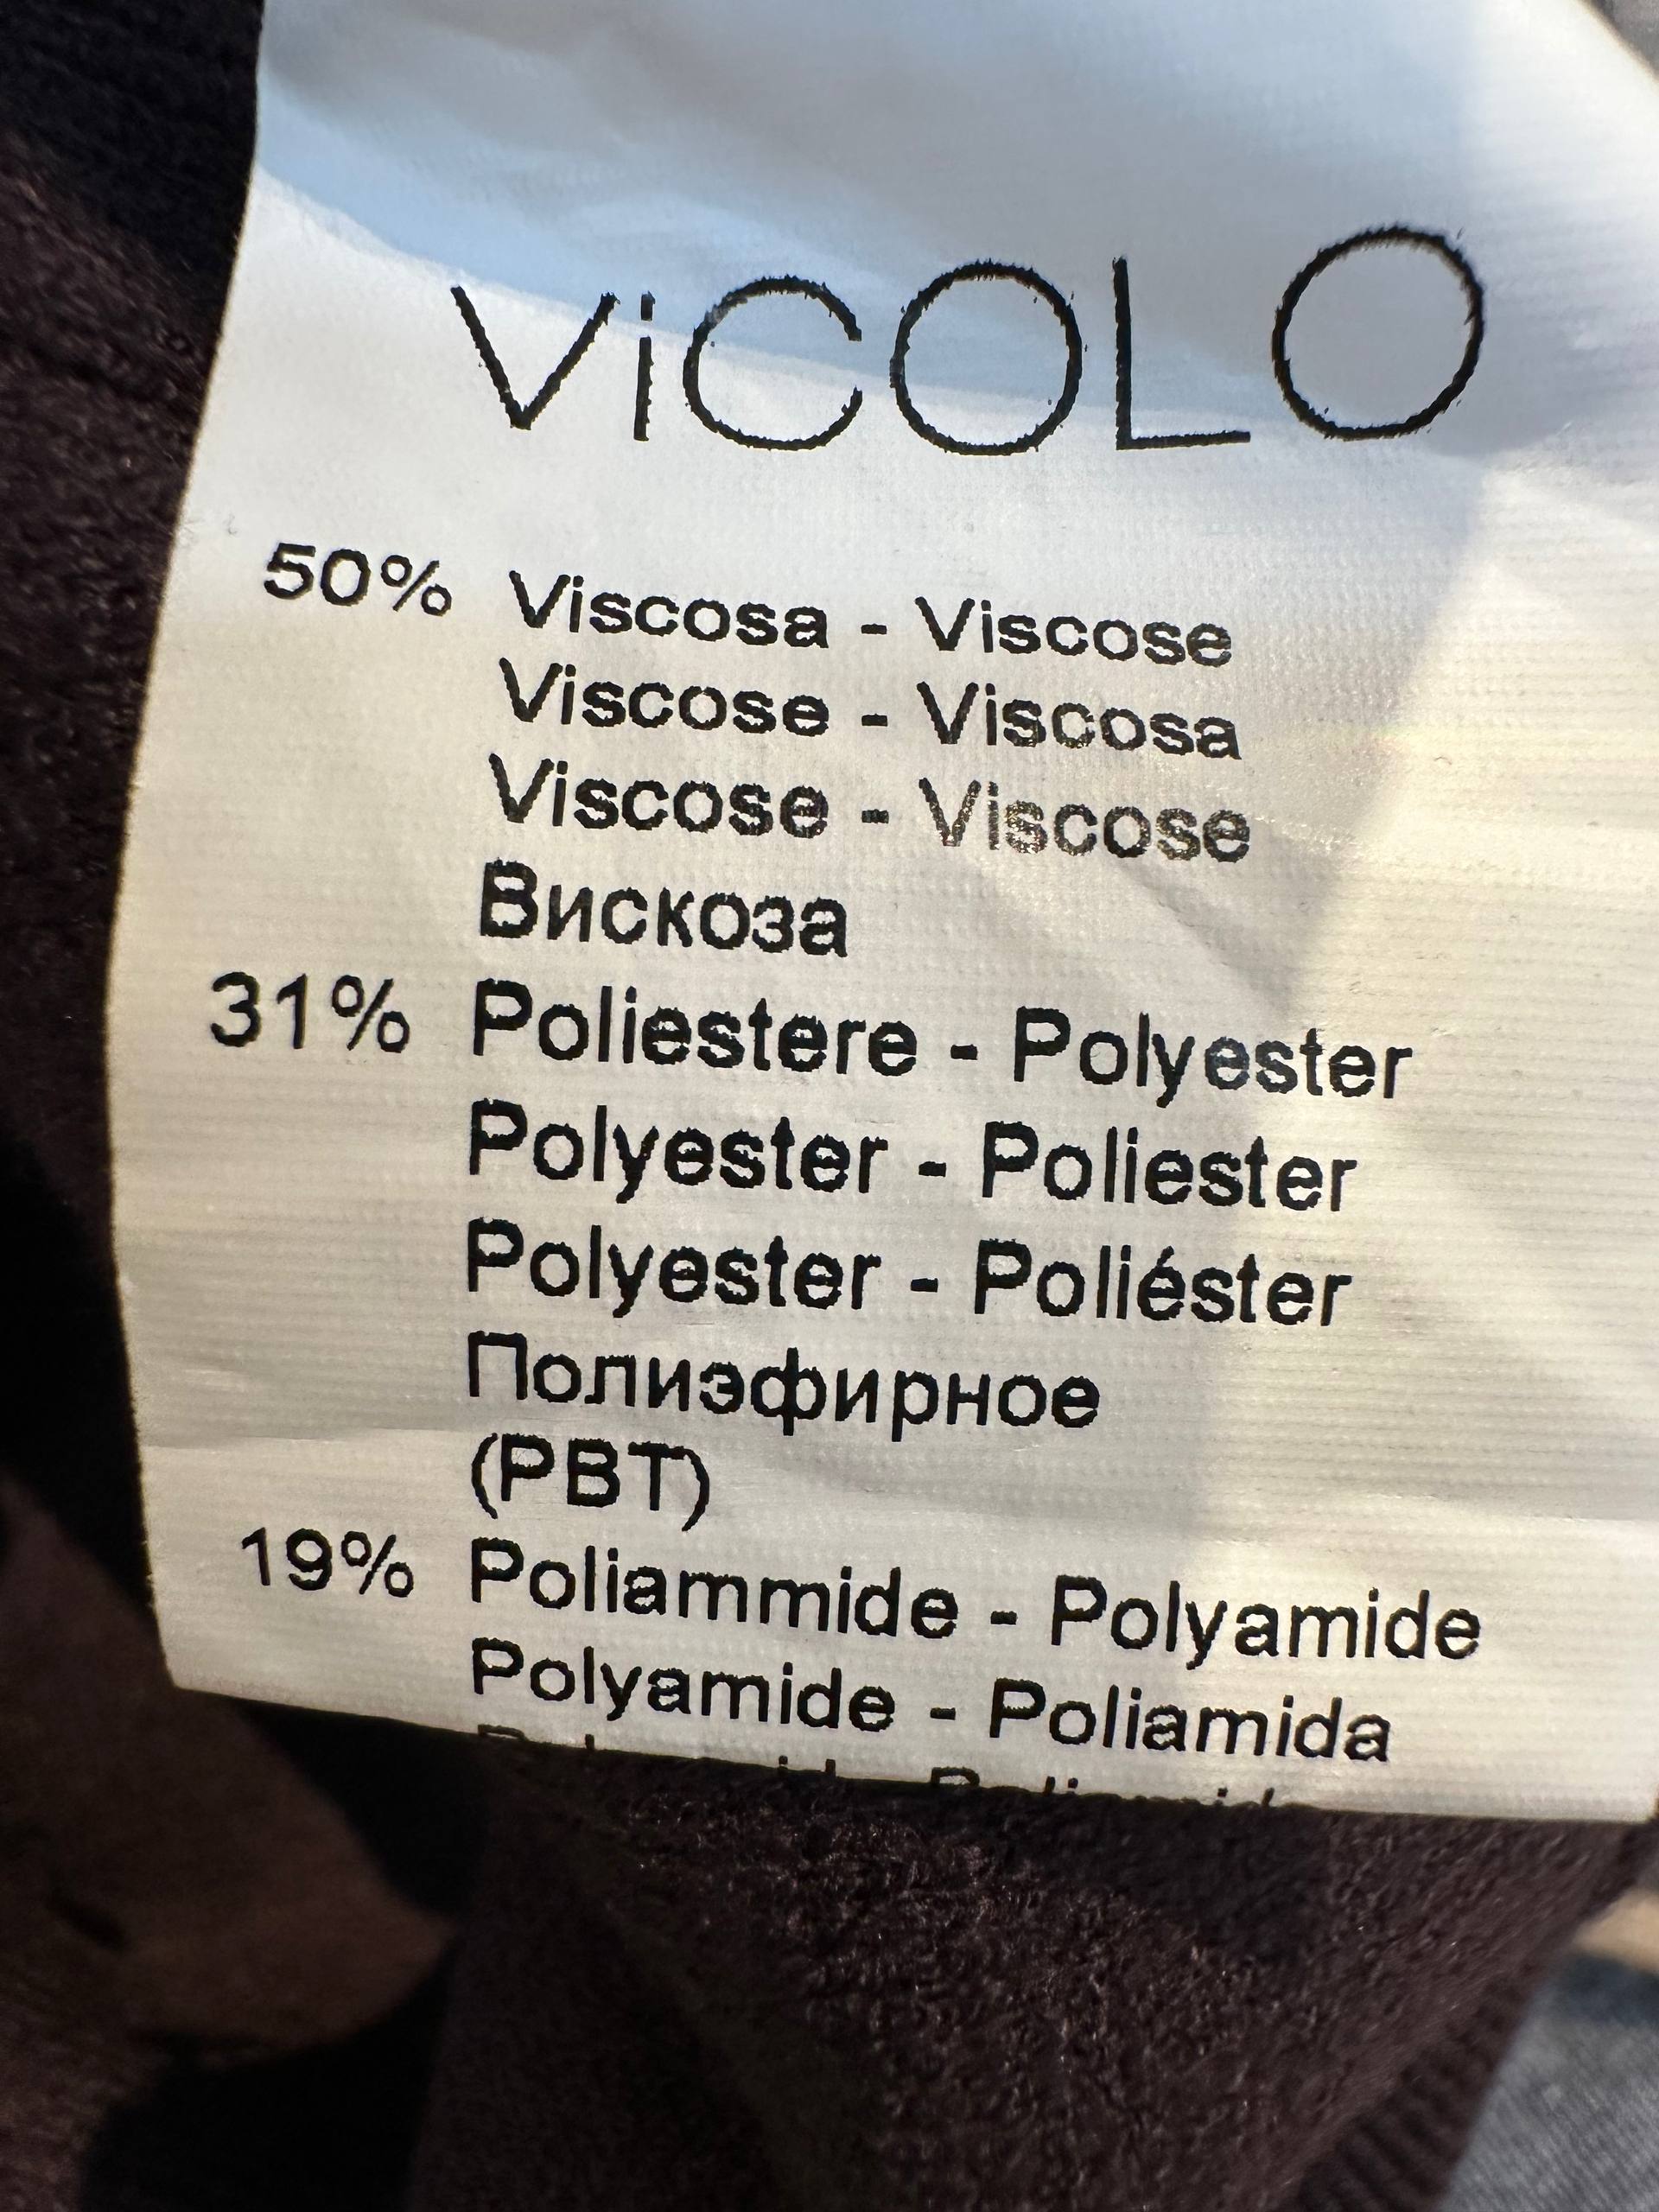 ViCOLO
50% Viscosa - Viscose
Viscose - Viscosa
Viscose - Viscose
Вискоза
31% Poliestere - Polyester
Polyester - Poliester
Polyester - Poliéster
Полиэфирное
(PBT)
19% Poliammide - Polyamide
Polyamide - Poliamida